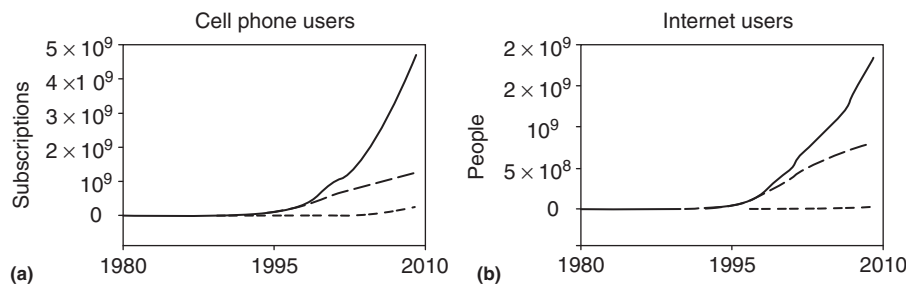 Cell phone users
5 × 10⁹
4 ×1 0⁹
3 × 10⁹
2 × 10⁹
10⁹
0
Subscriptions
1980
1995
2010
(a)
Internet users
2 × 10⁹
2 × 10⁹
10⁹
5 × 10⁸
0
People
1980
1995
2010
(b)